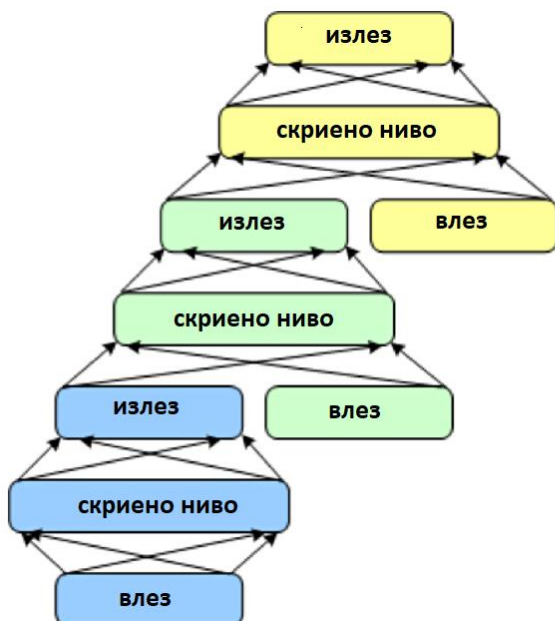 излез
скриено ниво
излез
влез
скриено ниво
излез
влез
скриено ниво
влез